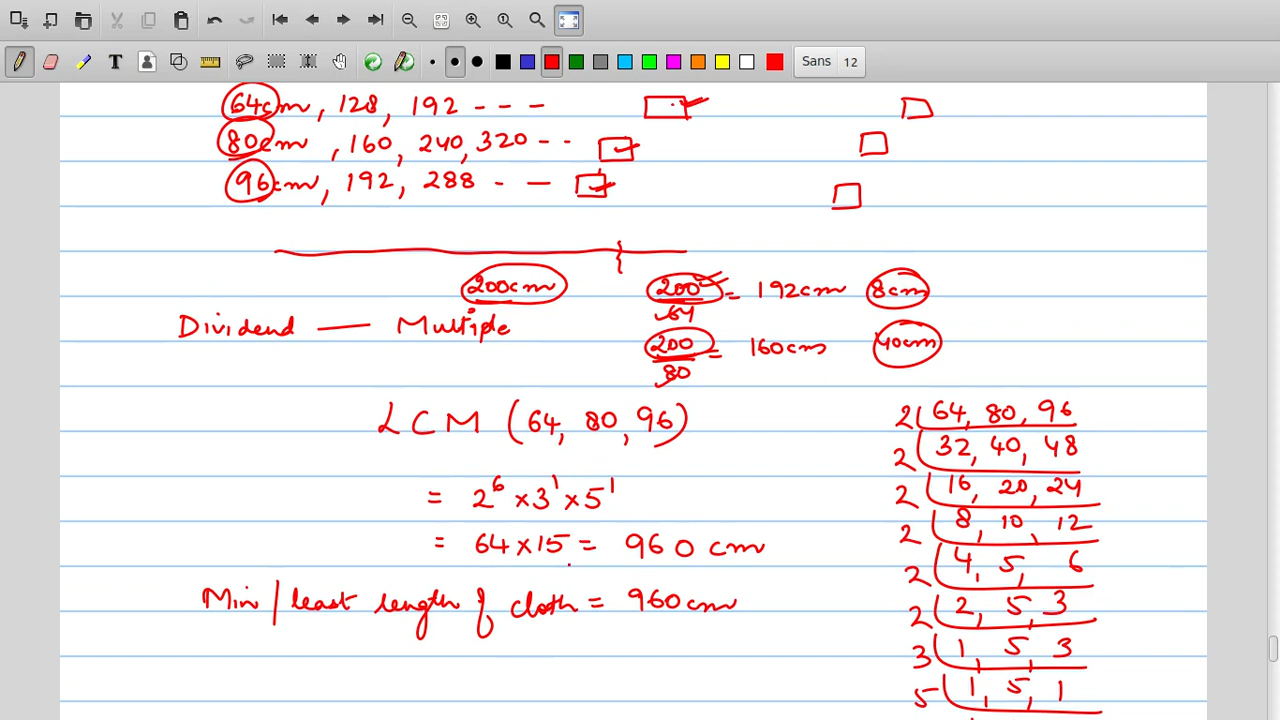 Sans 12
64cm, 128, 192 - - -
80cm, 160, 240, 320 - -
96cm, 192, 288 - -
200cm
200/64 = 192cm 8cm
Dividend — Multiple
200/80 = 160cm 40cm
LCM (64, 80, 96)
= 2^6 × 3^1 × 5^1
= 64 × 15 = 960 cm
Min / least length of cloth = 960cm
2 | 64, 80, 96
2 | 32, 40, 48
2 | 16, 20, 24
2 | 8, 10, 12
2 | 4, 5, 6
2 | 2, 5, 3
3 | 1, 5, 3
5 | 1, 5, 1